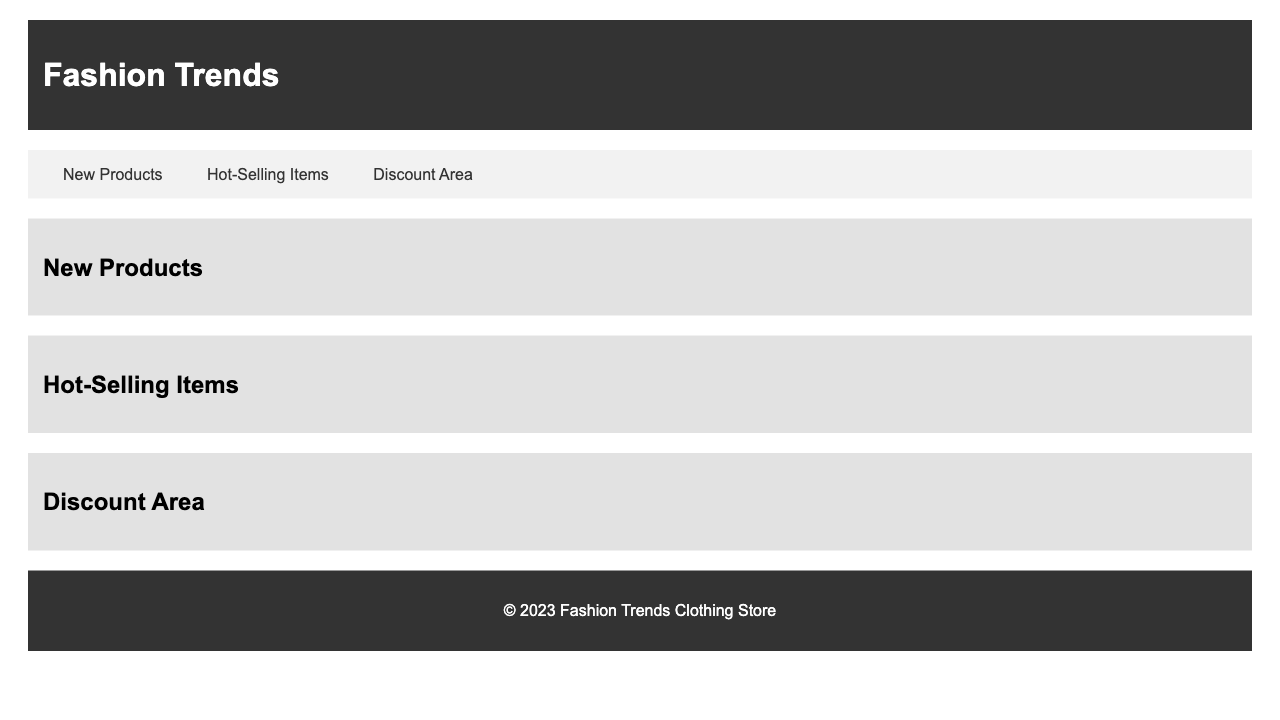 Fashion Trends
New Products Hot-Selling Items Discount Area
New Products
Hot-Selling Items
Discount Area
© 2023 Fashion Trends Clothing Store